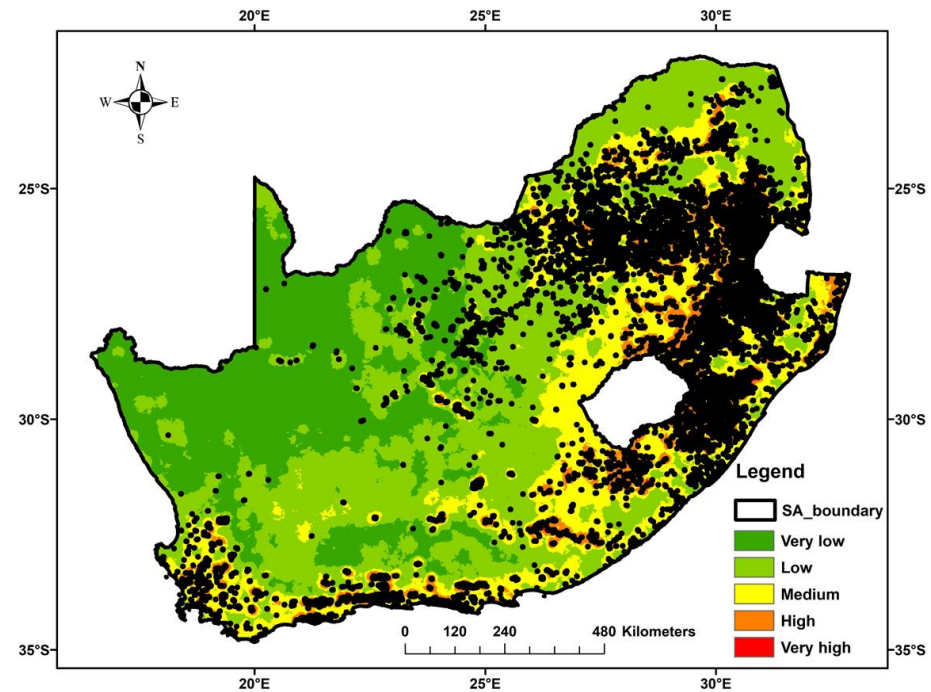 20°E 25°E 30°E
N
W E
S
25°S 25°S
30°S 30°S
Legend
SA_boundary
Very low
Low
Medium
High
Very high
0 120 240 480 Kilometers
35°S 35°S
20°E 25°E 30°E